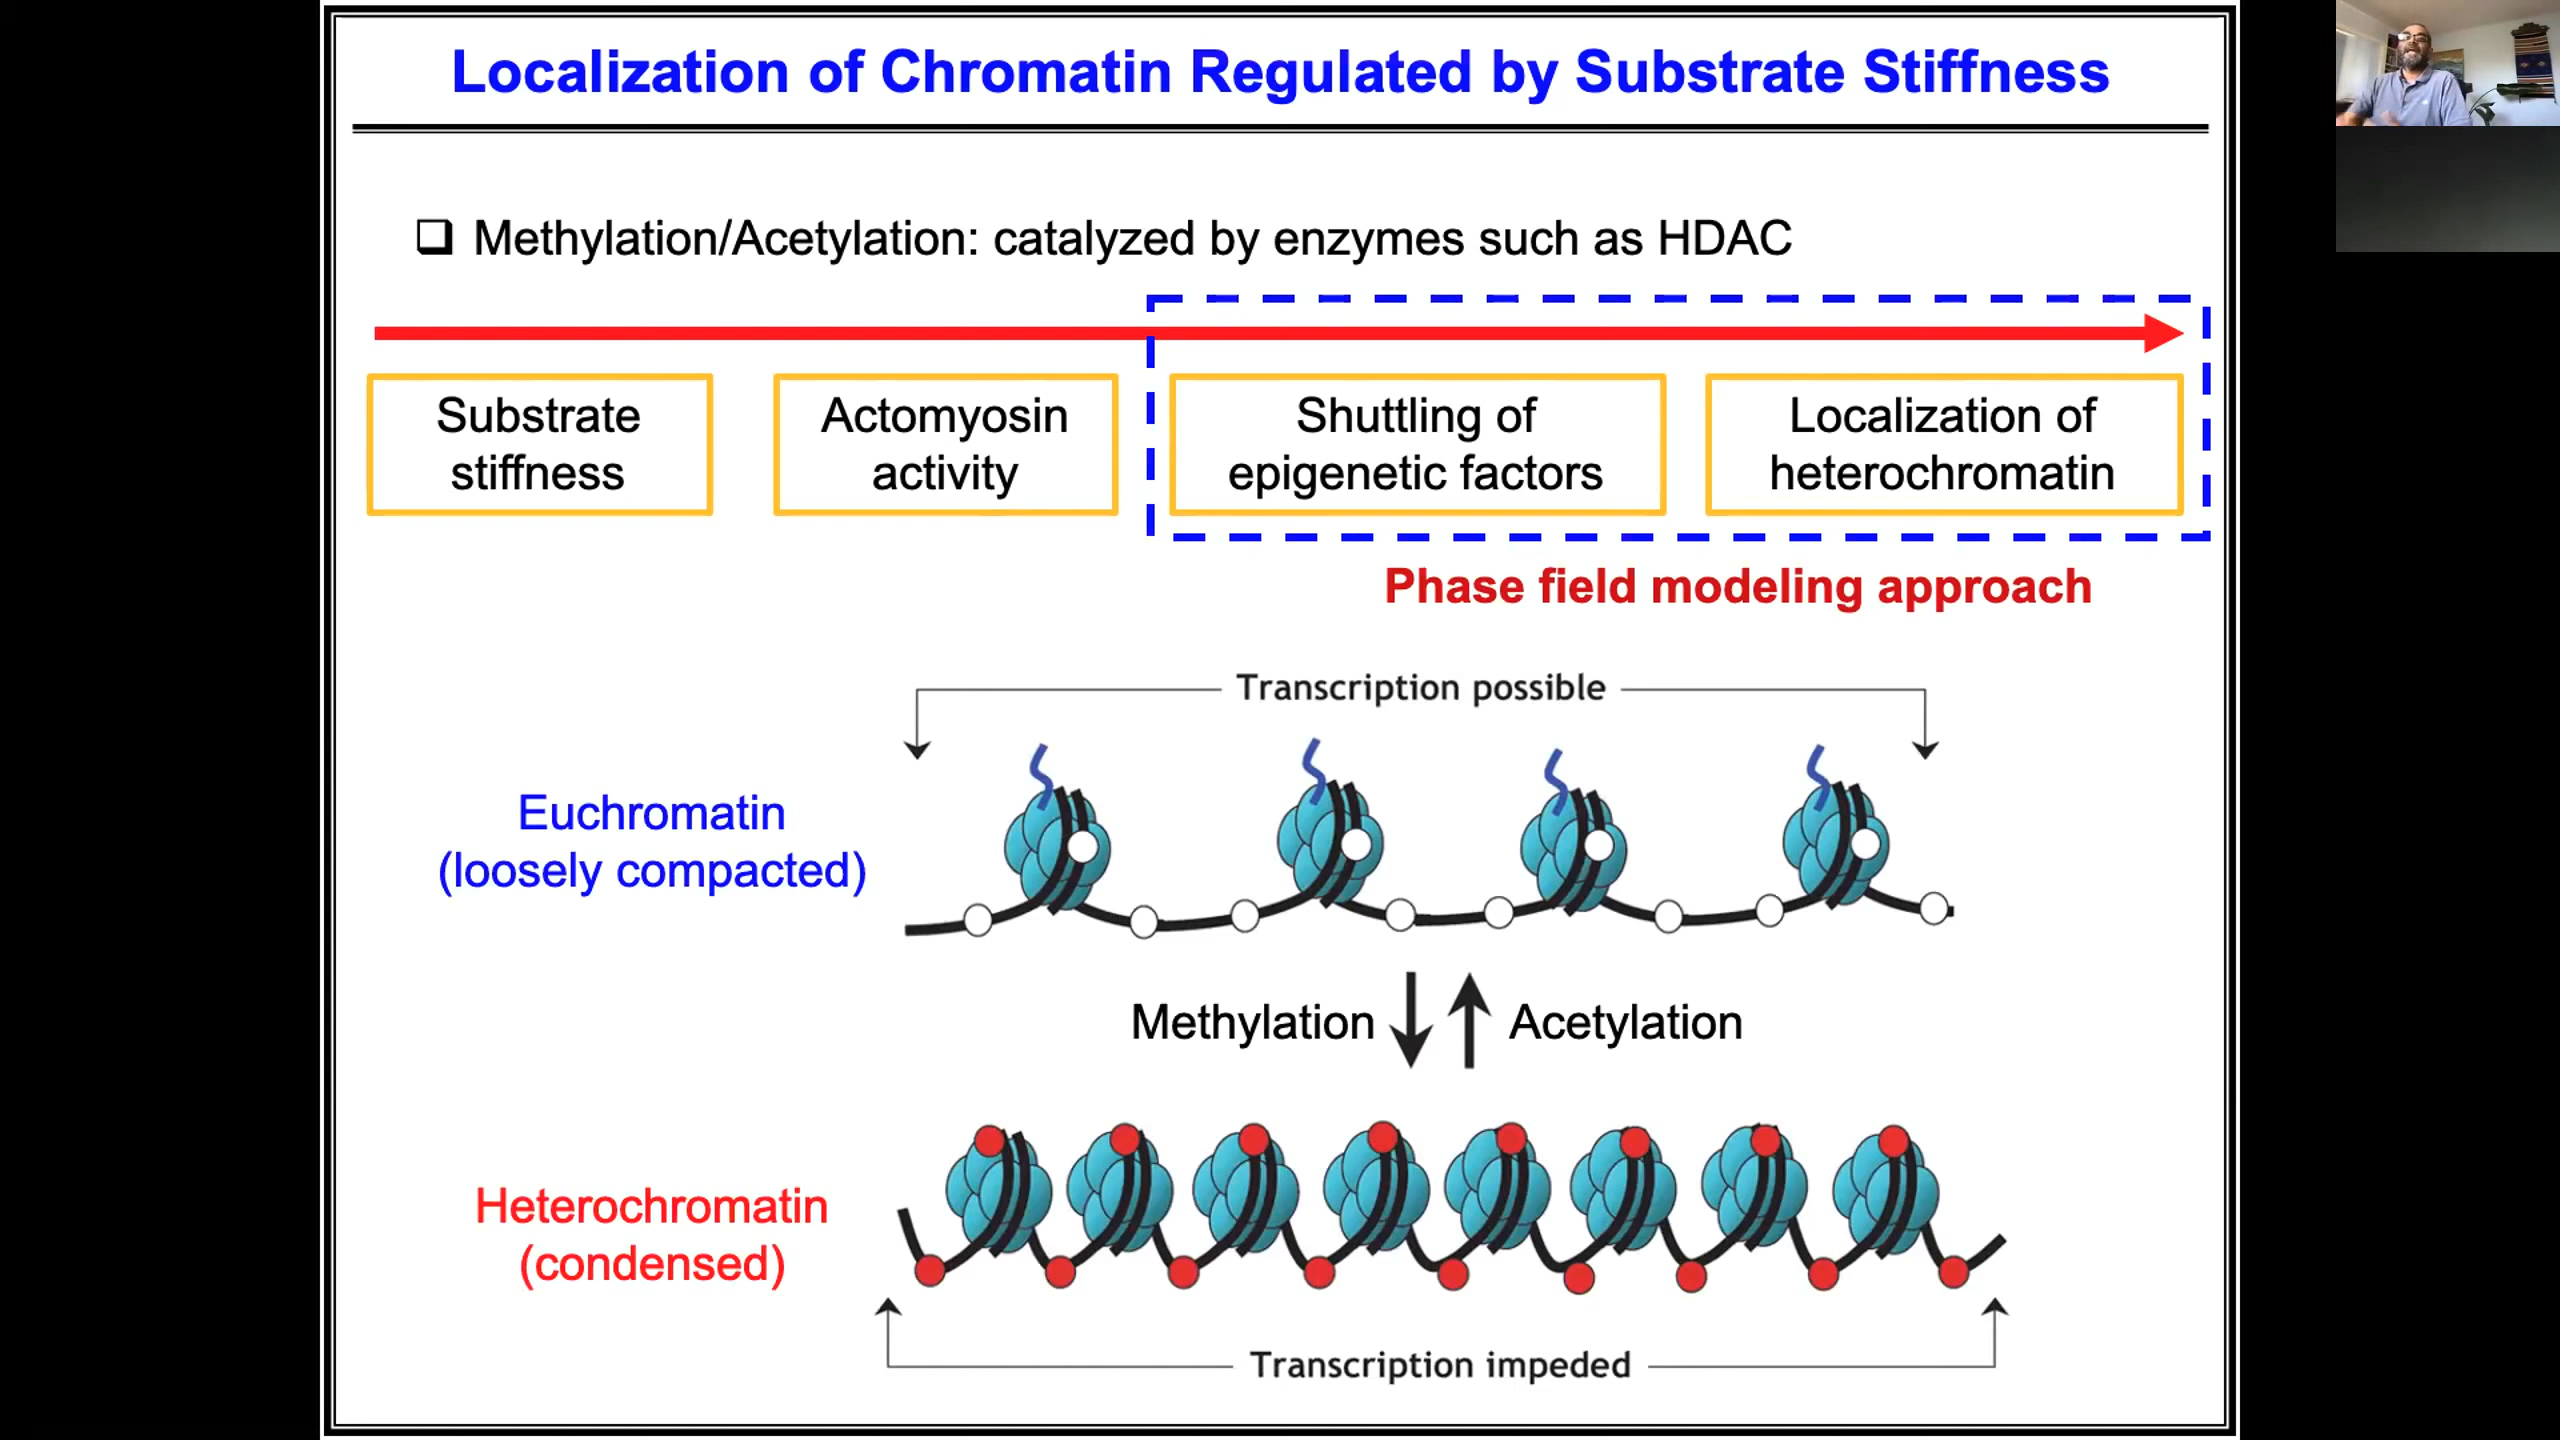 Localization of Chromatin Regulated by Substrate Stiffness
Methylation/Acetylation: catalyzed by enzymes such as HDAC
Substrate
stiffness
Actomyosin
activity
Shuttling of
epigenetic factors
Localization of
heterochromatin
Phase field modeling approach
Transcription possible
Euchromatin
(loosely compacted)
Methylation
Acetylation
Heterochromatin
(condensed)
Transcription impeded